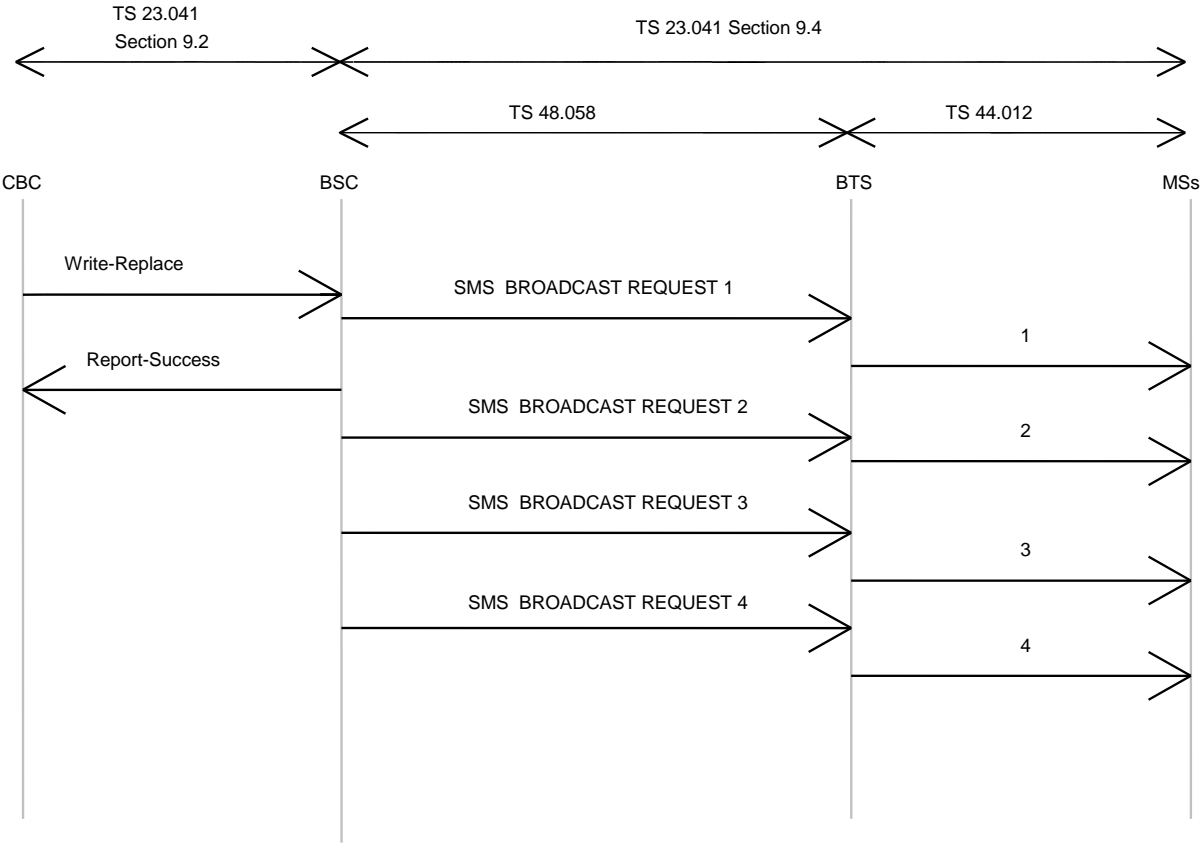 TS 23.041
Section 9.2
TS 23.041 Section 9.4
TS 48.058
TS 44.012
CBC
BSC
BTS
MSs
Write-Replace
SMS BROADCAST REQUEST 1
1
Report-Success
SMS BROADCAST REQUEST 2
2
SMS BROADCAST REQUEST 3
3
SMS BROADCAST REQUEST 4
4